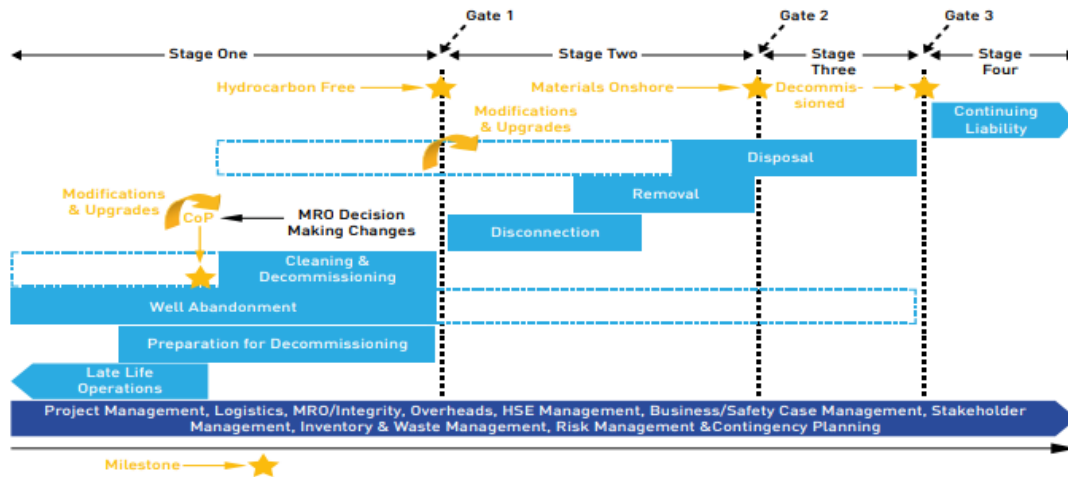 Gate 1
Gate 2
Gate 3
Stage One
Stage Two
Stage
Three
Stage
Four
Hydrocarbon Free
Materials Onshore
Decommis-
sioned
Continuing
Liability
Modifications
& Upgrades
Disposal
Removal
Modifications
& Upgrades
CoP
MRO Decision
Making Changes
Disconnection
Cleaning &
Decommissioning
Well Abandonment
Preparation for Decommissioning
Late Life
Operations
Project Management, Logistics, MRO/Integrity, Overheads, HSE Management, Business/Safety Case Management, Stakeholder
Management, Inventory & Waste Management, Risk Management &Contingency Planning
Milestone